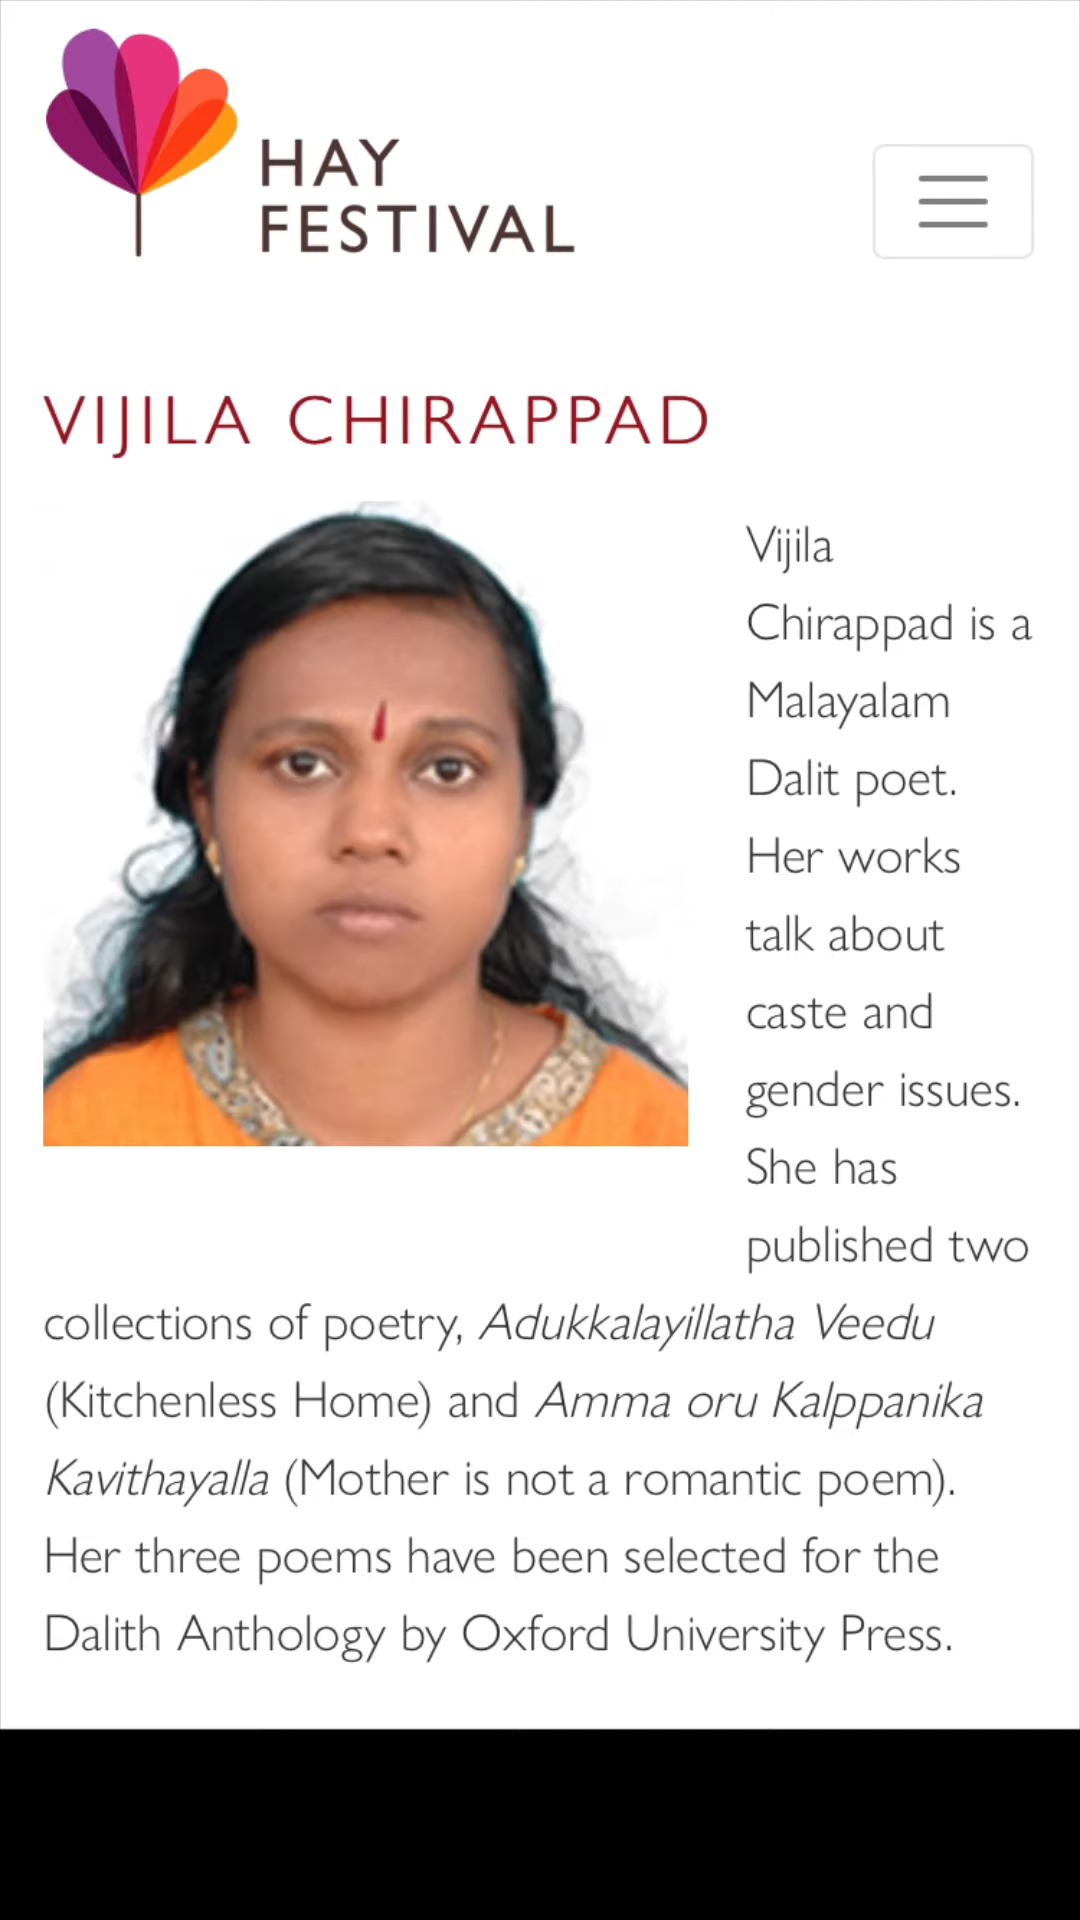 HAY
FESTIVAL
VIJILA CHIRAPPAD
Vijila
Chirappad is a
Malayalam
Dalit poet.
Her works
talk about
caste and
gender issues.
She has
published two
collections of poetry, Adukkalayillatha Veedu
(Kitchenless Home) and Amma oru Kalppanika
Kavithayalla (Mother is not a romantic poem).
Her three poems have been selected for the
Dalith Anthology by Oxford University Press.